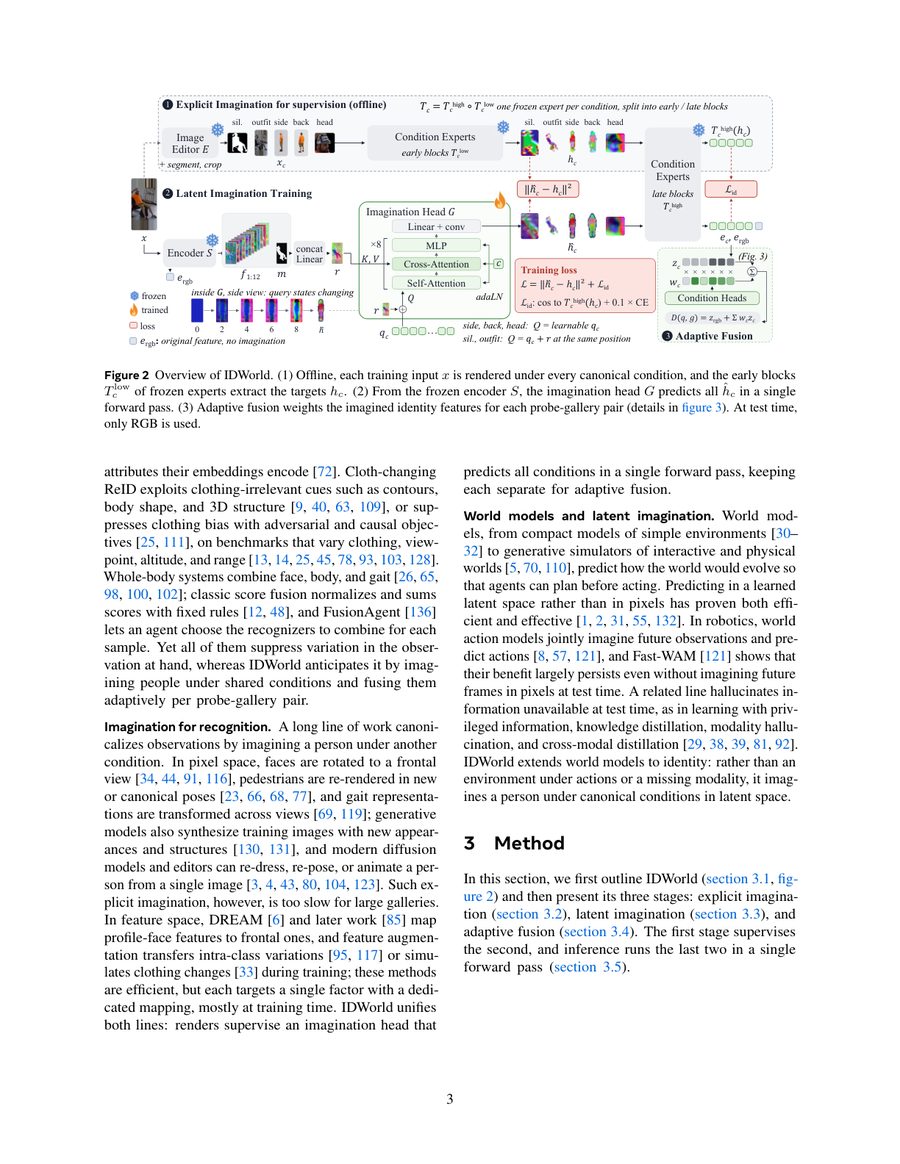 1 Explicit Imagination for supervision (offline)
T_c = T_c^high ∘ T_c^low one frozen expert per condition, split into early / late blocks
sil. outfit side back head
sil. outfit side back head
Image
Editor E
+ segment, crop
x_c
Condition Experts
early blocks T_c^low
h_c
T_c^high(h_c)
Condition
Experts
late blocks
T_c^high
‖ĥ_c − h_c‖²
L_id
2 Latent Imagination Training
x
Encoder S
e_rgb
f_1:12
m
concat
Linear
r
Imagination Head G
Linear + conv
×8
MLP
K, V
Cross-Attention
c
Self-Attention
adaLN
Q
r
q_c
ĥ_c
e_c, e_rgb
Training loss
L = ‖ĥ_c − h_c‖² + L_id
L_id: cos to T_c^high(h_c) + 0.1 × CE
side, back, head: Q = learnable q_c
sil., outfit: Q = q_c + r at the same position
(Fig. 3)
z_c
× × × × × ×
Σ
w_c
Condition Heads
D(q, g) = z_rgb + Σ w_c z_c
3 Adaptive Fusion
frozen
trained
loss
e_rgb: original feature, no imagination
inside G, side view: query states changing
0 2 4 6 8 ĥ
Figure 2 Overview of IDWorld. (1) Offline, each training input x is rendered under every canonical condition, and the early blocks
T_c^low of frozen experts extract the targets h_c. (2) From the frozen encoder S, the imagination head G predicts all ĥ_c in a single
forward pass. (3) Adaptive fusion weights the imagined identity features for each probe-gallery pair (details in figure 3). At test time,
only RGB is used.
attributes their embeddings encode [72]. Cloth-changing
ReID exploits clothing-irrelevant cues such as contours,
body shape, and 3D structure [9, 40, 63, 109], or sup-
presses clothing bias with adversarial and causal objec-
tives [25, 111], on benchmarks that vary clothing, view-
point, altitude, and range [13, 14, 25, 45, 78, 93, 103, 128].
Whole-body systems combine face, body, and gait [26, 65,
98, 100, 102]; classic score fusion normalizes and sums
scores with fixed rules [12, 48], and FusionAgent [136]
lets an agent choose the recognizers to combine for each
sample. Yet all of them suppress variation in the obser-
vation at hand, whereas IDWorld anticipates it by imag-
ining people under shared conditions and fusing them
adaptively per probe-gallery pair.
Imagination for recognition. A long line of work canoni-
calizes observations by imagining a person under another
condition. In pixel space, faces are rotated to a frontal
view [34, 44, 91, 116], pedestrians are re-rendered in new
or canonical poses [23, 66, 68, 77], and gait representa-
tions are transformed across views [69, 119]; generative
models also synthesize training images with new appear-
ances and structures [130, 131], and modern diffusion
models and editors can re-dress, re-pose, or animate a per-
son from a single image [3, 4, 43, 80, 104, 123]. Such ex-
plicit imagination, however, is too slow for large galleries.
In feature space, DREAM [6] and later work [85] map
profile-face features to frontal ones, and feature augmen-
tation transfers intra-class variations [95, 117] or simu-
lates clothing changes [33] during training; these methods
are efficient, but each targets a single factor with a dedi-
cated mapping, mostly at training time. IDWorld unifies
both lines: renders supervise an imagination head that
predicts all conditions in a single forward pass, keeping
each separate for adaptive fusion.
World models and latent imagination. World mod-
els, from compact models of simple environments [30–
32] to generative simulators of interactive and physical
worlds [5, 70, 110], predict how the world would evolve so
that agents can plan before acting. Predicting in a learned
latent space rather than in pixels has proven both effi-
cient and effective [1, 2, 31, 55, 132]. In robotics, world
action models jointly imagine future observations and pre-
dict actions [8, 57, 121], and Fast-WAM [121] shows that
their benefit largely persists even without imagining future
frames in pixels at test time. A related line hallucinates in-
formation unavailable at test time, as in learning with priv-
ileged information, knowledge distillation, modality hallu-
cination, and cross-modal distillation [29, 38, 39, 81, 92].
IDWorld extends world models to identity: rather than an
environment under actions or a missing modality, it imag-
ines a person under canonical conditions in latent space.
3 Method
In this section, we first outline IDWorld (section 3.1, fig-
ure 2) and then present its three stages: explicit imagina-
tion (section 3.2), latent imagination (section 3.3), and
adaptive fusion (section 3.4). The first stage supervises
the second, and inference runs the last two in a single
forward pass (section 3.5).
3